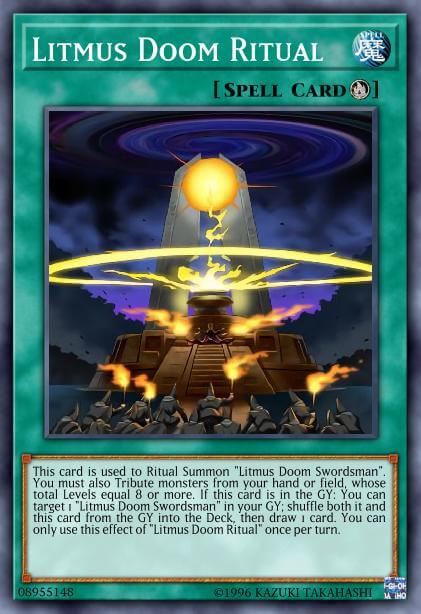 LITMUS DOOM RITUAL
SPELL
魔
[SPELL CARD]
This card is used to Ritual Summon "Litmus Doom Swordsman".
You must also Tribute monsters from your hand or field, whose
total Levels equal 8 or more. If this card is in the GY: You can
target 1 "Litmus Doom Swordsman" in your GY; shuffle both it and
this card from the GY into the Deck, then draw 1 card. You can
only use this effect of "Litmus Doom Ritual" once per turn.
08955148
©1996 KAZUKI TAKAHASHI